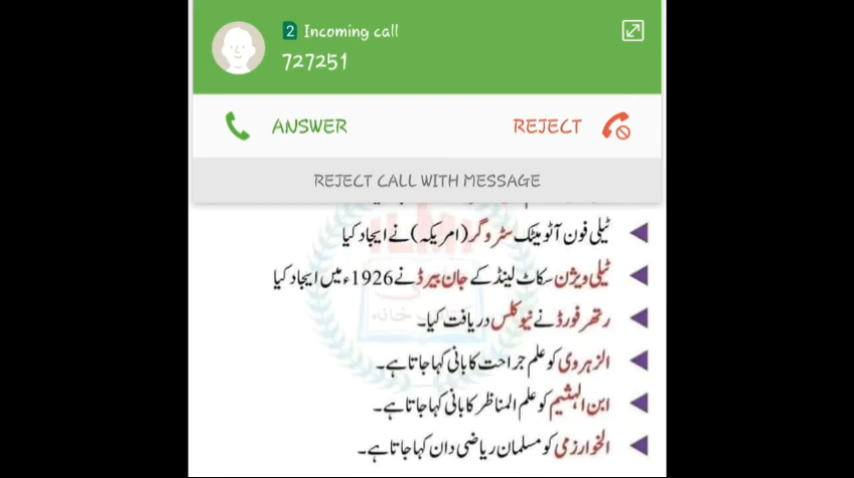 2 Incoming call
727251
ANSWER
REJECT
REJECT CALL WITH MESSAGE
ٹیلی فون آٹو میٹک سٹروگر(امریکہ) نے ایجاد کیا
ٹیلی ویژن سکاٹ لینڈ کے جان بیرڈ نے 1926ء میں ایجاد کیا
رتھر فورڈ نے نیوکلس دریافت کیا۔
الزہروی کو علم جراحت کا بانی کہا جاتا ہے۔
ابن الہثیم کو علم المناظر کا بانی کہا جاتا ہے۔
الخوارزمی کو مسلمان ریاضی دان کہا جاتا ہے۔